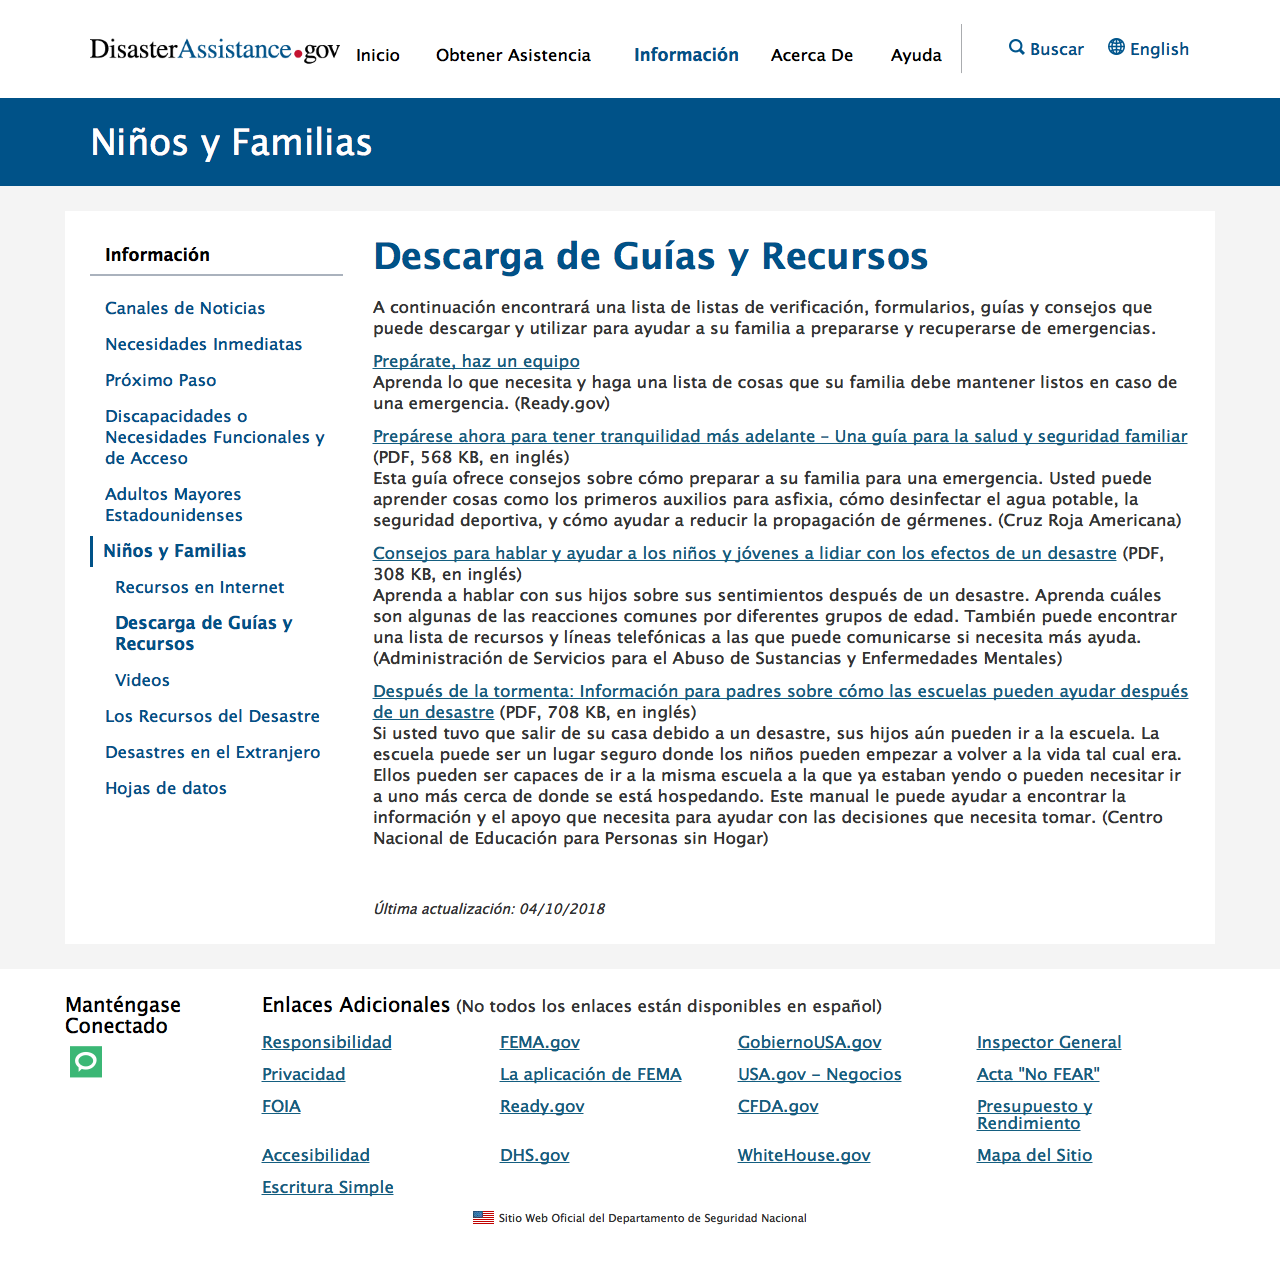 DisasterAssistance.gov
Inicio
Obtener Asistencia
Información
Acerca De
Ayuda
Buscar
English
Niños y Familias
Información
Canales de Noticias
Necesidades Inmediatas
Próximo Paso
Discapacidades o
Necesidades Funcionales y
de Acceso
Adultos Mayores
Estadounidenses
Niños y Familias
Recursos en Internet
Descarga de Guías y
Recursos
Videos
Los Recursos del Desastre
Desastres en el Extranjero
Hojas de datos
Descarga de Guías y Recursos
A continuación encontrará una lista de listas de verificación, formularios, guías y consejos que
puede descargar y utilizar para ayudar a su familia a prepararse y recuperarse de emergencias.
Prepárate, haz un equipo
Aprenda lo que necesita y haga una lista de cosas que su familia debe mantener listos en caso de
una emergencia. (Ready.gov)
Prepárese ahora para tener tranquilidad más adelante – Una guía para la salud y seguridad familiar
(PDF, 568 KB, en inglés)
Esta guía ofrece consejos sobre cómo preparar a su familia para una emergencia. Usted puede
aprender cosas como los primeros auxilios para asfixia, cómo desinfectar el agua potable, la
seguridad deportiva, y cómo ayudar a reducir la propagación de gérmenes. (Cruz Roja Americana)
Consejos para hablar y ayudar a los niños y jóvenes a lidiar con los efectos de un desastre (PDF,
308 KB, en inglés)
Aprenda a hablar con sus hijos sobre sus sentimientos después de un desastre. Aprenda cuáles
son algunas de las reacciones comunes por diferentes grupos de edad. También puede encontrar
una lista de recursos y líneas telefónicas a las que puede comunicarse si necesita más ayuda.
(Administración de Servicios para el Abuso de Sustancias y Enfermedades Mentales)
Después de la tormenta: Información para padres sobre cómo las escuelas pueden ayudar después
de un desastre (PDF, 708 KB, en inglés)
Si usted tuvo que salir de su casa debido a un desastre, sus hijos aún pueden ir a la escuela. La
escuela puede ser un lugar seguro donde los niños pueden empezar a volver a la vida tal cual era.
Ellos pueden ser capaces de ir a la misma escuela a la que ya estaban yendo o pueden necesitar ir
a uno más cerca de donde se está hospedando. Este manual le puede ayudar a encontrar la
información y el apoyo que necesita para ayudar con las decisiones que necesita tomar. (Centro
Nacional de Educación para Personas sin Hogar)
Última actualización: 04/10/2018
Manténgase
Conectado
Enlaces Adicionales (No todos los enlaces están disponibles en español)
Responsibilidad
FEMA.gov
GobiernoUSA.gov
Inspector General
Privacidad
La aplicación de FEMA
USA.gov – Negocios
Acta "No FEAR"
FOIA
Ready.gov
CFDA.gov
Presupuesto y
Rendimiento
Accesibilidad
DHS.gov
WhiteHouse.gov
Mapa del Sitio
Escritura Simple
Sitio Web Oficial del Departamento de Seguridad Nacional